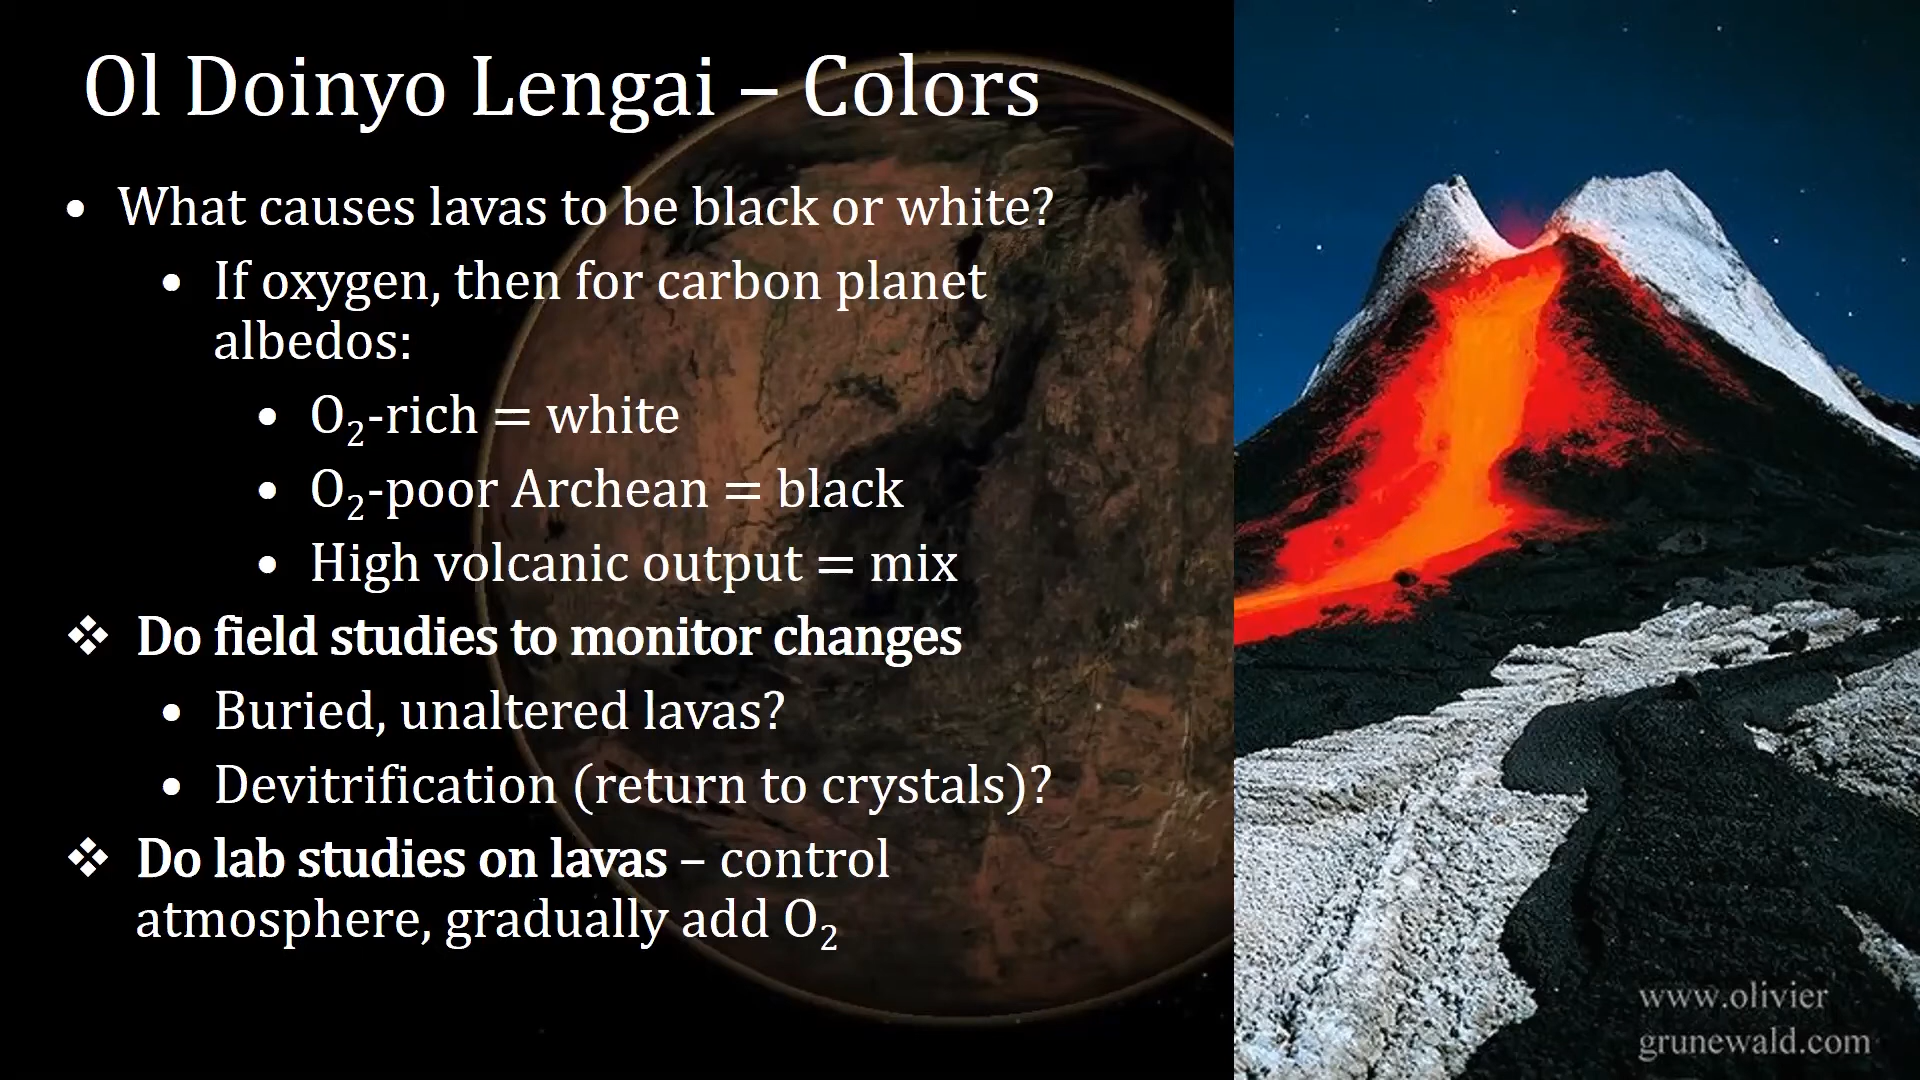 Ol Doinyo Lengai – Colors
• What causes lavas to be black or white?
• If oxygen, then for carbon planet
albedos:
• O₂-rich = white
• O₂-poor Archean = black
• High volcanic output = mix
❖ Do field studies to monitor changes
• Buried, unaltered lavas?
• Devitrification (return to crystals)?
❖ Do lab studies on lavas – control
atmosphere, gradually add O₂
www.olivier
grunewald.com